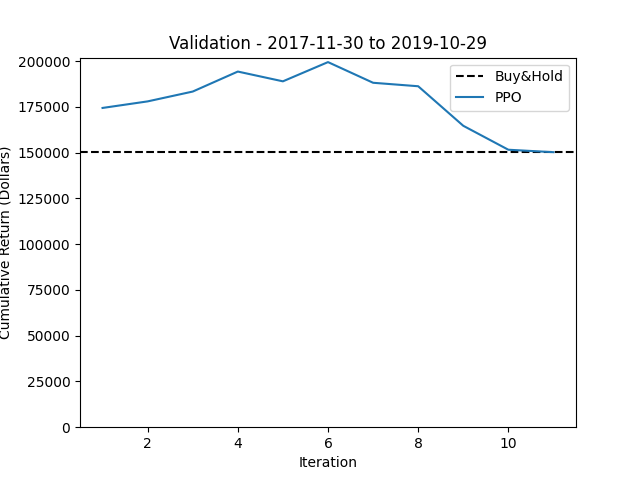 Validation - 2017-11-30 to 2019-10-29
Buy&Hold
PPO
200000
175000
150000
125000
100000
75000
50000
25000
0
Cumulative Return (Dollars)
2 4 6 8 10
Iteration